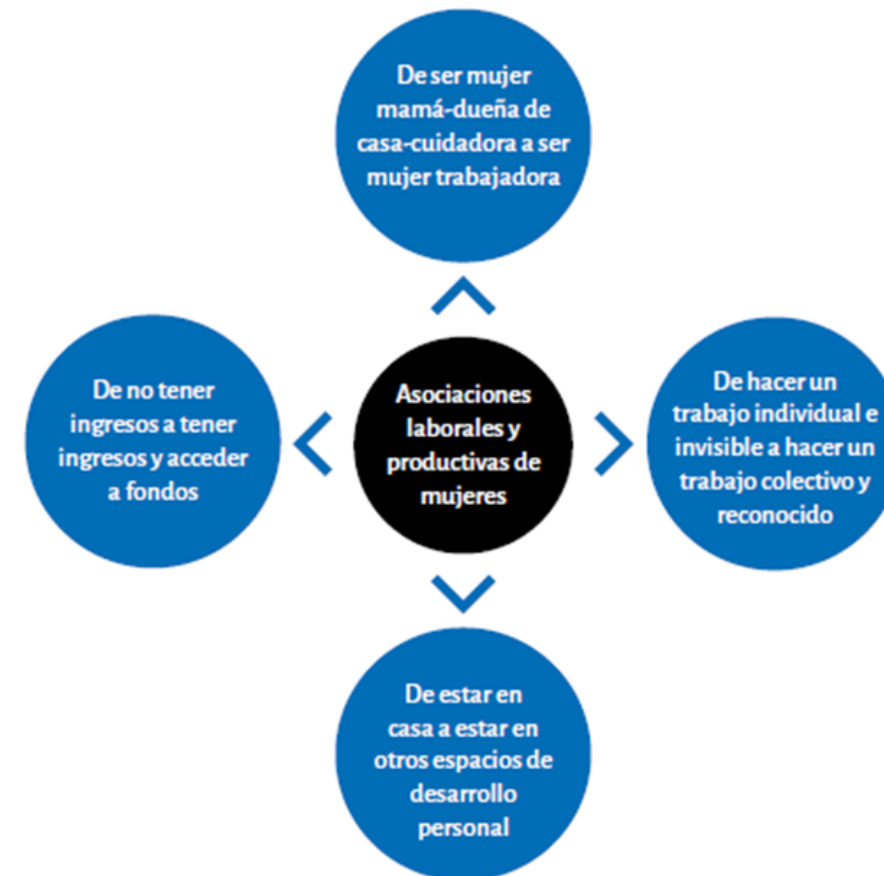 De ser mujer
mamá-dueña de
casa-cuidadora a ser
mujer trabajadora
De no tener
ingresos a tener
ingresos y acceder
a fondos
Asociaciones
laborales y
productivas de
mujeres
De hacer un
trabajo individual e
invisible a hacer un
trabajo colectivo y
reconocido
De estar en
casa a estar en
otros espacios de
desarrollo
personal